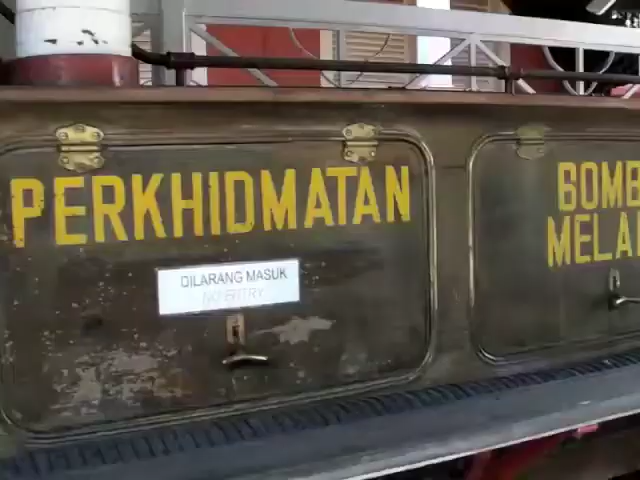 PERKHIDMATAN
DILARANG MASUK
NO ENTRY
BOMB
MELA